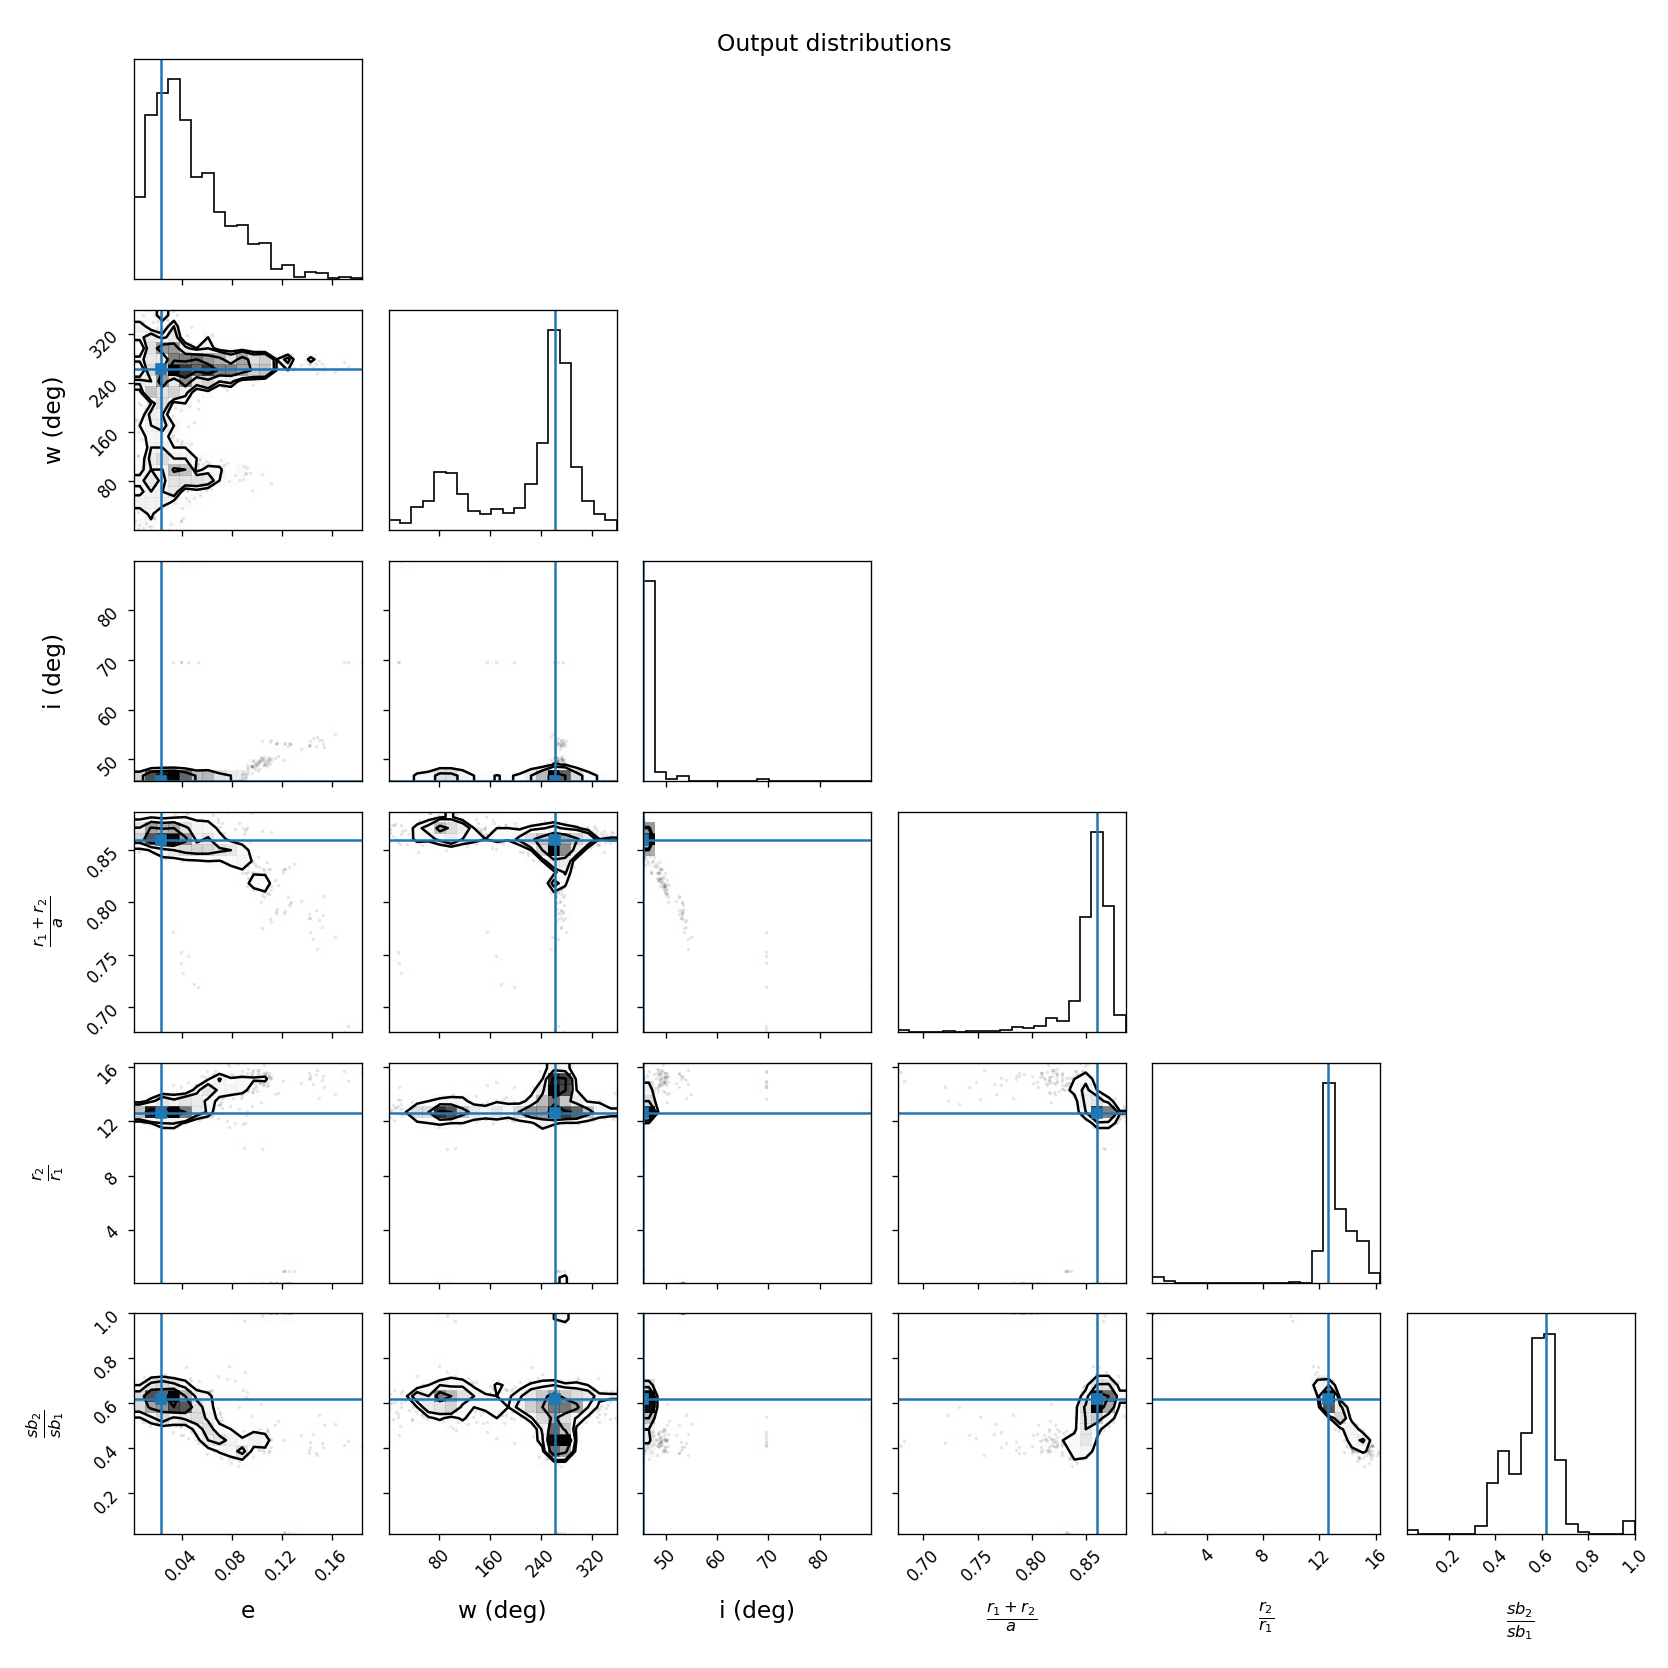 Output distributions
w (deg)
320
240
160
80
i (deg)
80
70
60
50
r₁ + r₂
a
0.85
0.80
0.75
0.70
r₂
r₁
16
12
8
4
sb₂
sb₁
1.0
0.8
0.6
0.4
0.2
0.04 0.08 0.12 0.16 80 160 240 320 50 60 70 80 0.70 0.75 0.80 0.85 4 8 12 16 0.2 0.4 0.6 0.8 1.0
e w (deg) i (deg) r₁ + r₂ r₂ sb₂
a r₁ sb₁